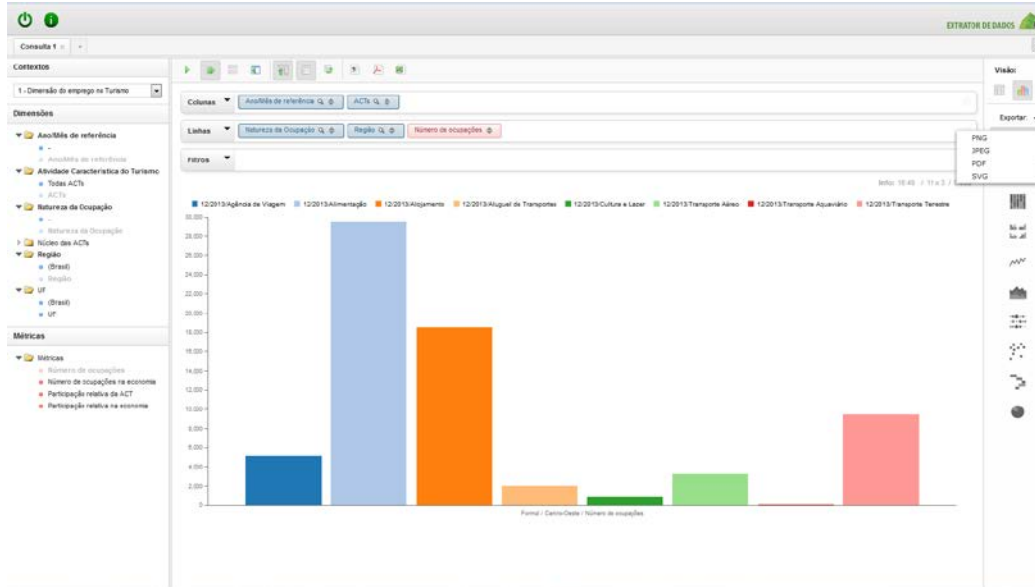 EXTRATOR DE DADOS
Consulta 1
Contextos
1 - Dimensão do emprego no Turismo
Dimensões
Ano/Mês de referência
-
Ano/Mês de referência
Atividade Característica do Turismo
Todas ACTs
ACTs
Natureza da Ocupação
-
Natureza da Ocupação
Núcleo das ACTs
Região
(Brasil)
Região
UF
(Brasil)
UF
Métricas
Métricas
Número de ocupações
Número de ocupações na economia
Participação relativa da ACT
Participação relativa na economia
Colunas
Ano/Mês de referência
ACTs
Linhas
Natureza da Ocupação
Região
Número de ocupações
Filtros
12/2013/Agência de Viagem 12/2013/Alimentação 12/2013/Alojamento 12/2013/Aluguel de Transportes 12/2013/Cultura e Lazer 12/2013/Transporte Aéreo 12/2013/Transporte Aquaviário 12/2013/Transporte Terrestre
30,000
28,000
26,000
24,000
22,000
20,000
18,000
16,000
14,000
12,000
10,000
8,000
6,000
4,000
2,000
0
Formal / Centro-Oeste / Número de ocupações
Visão:
Exportar:
PNG
JPEG
PDF
SVG